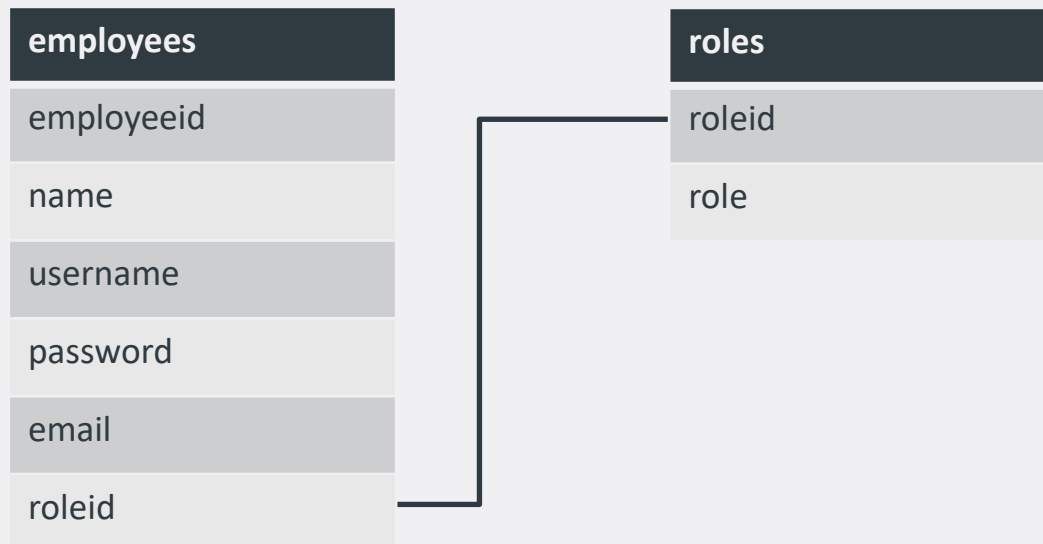 employees
employeeid
name
username
password
email
roleid
roles
roleid
role